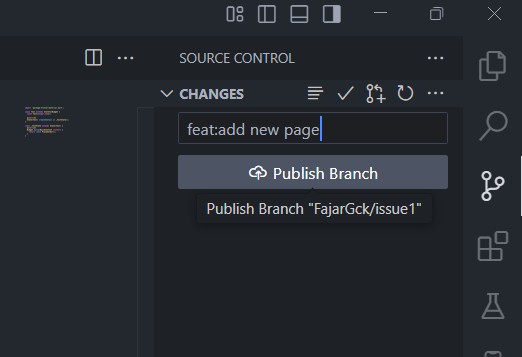 SOURCE CONTROL
CHANGES
feat:add new page
Publish Branch
Publish Branch "FajarGck/issue1"